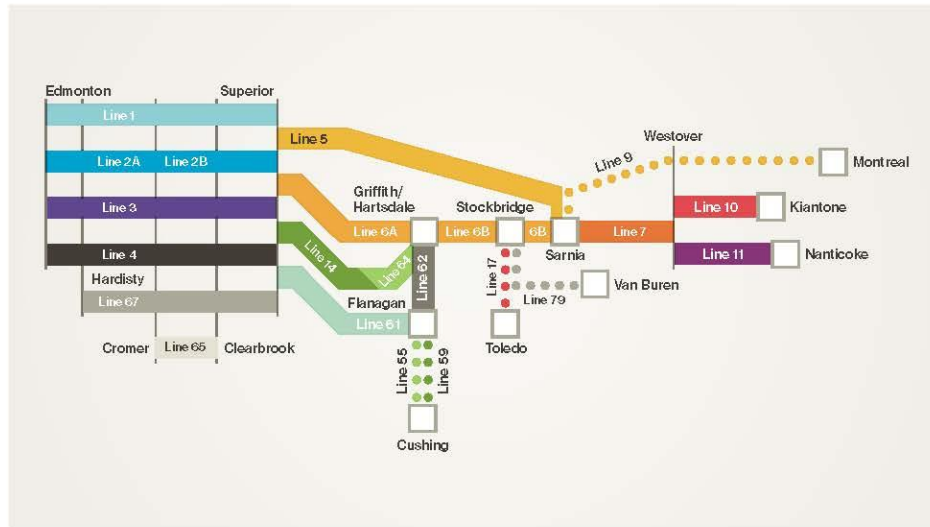 Edmonton
Superior
Line 1
Line 5
Westover
Line 2A
Line 2B
Line 9
Montreal
Griffith/
Hartsdale
Stockbridge
Line 3
Line 10
Kiantone
Line 6A
Line 6B
6B
Line 7
Sarnia
Line 4
Line 14
Line 64
Line 62
Line 11
Nanticoke
Hardisty
Line 17
Van Buren
Line 67
Flanagan
Line 79
Line 61
Toledo
Cromer
Line 65
Clearbrook
Line 55
Line 59
Cushing